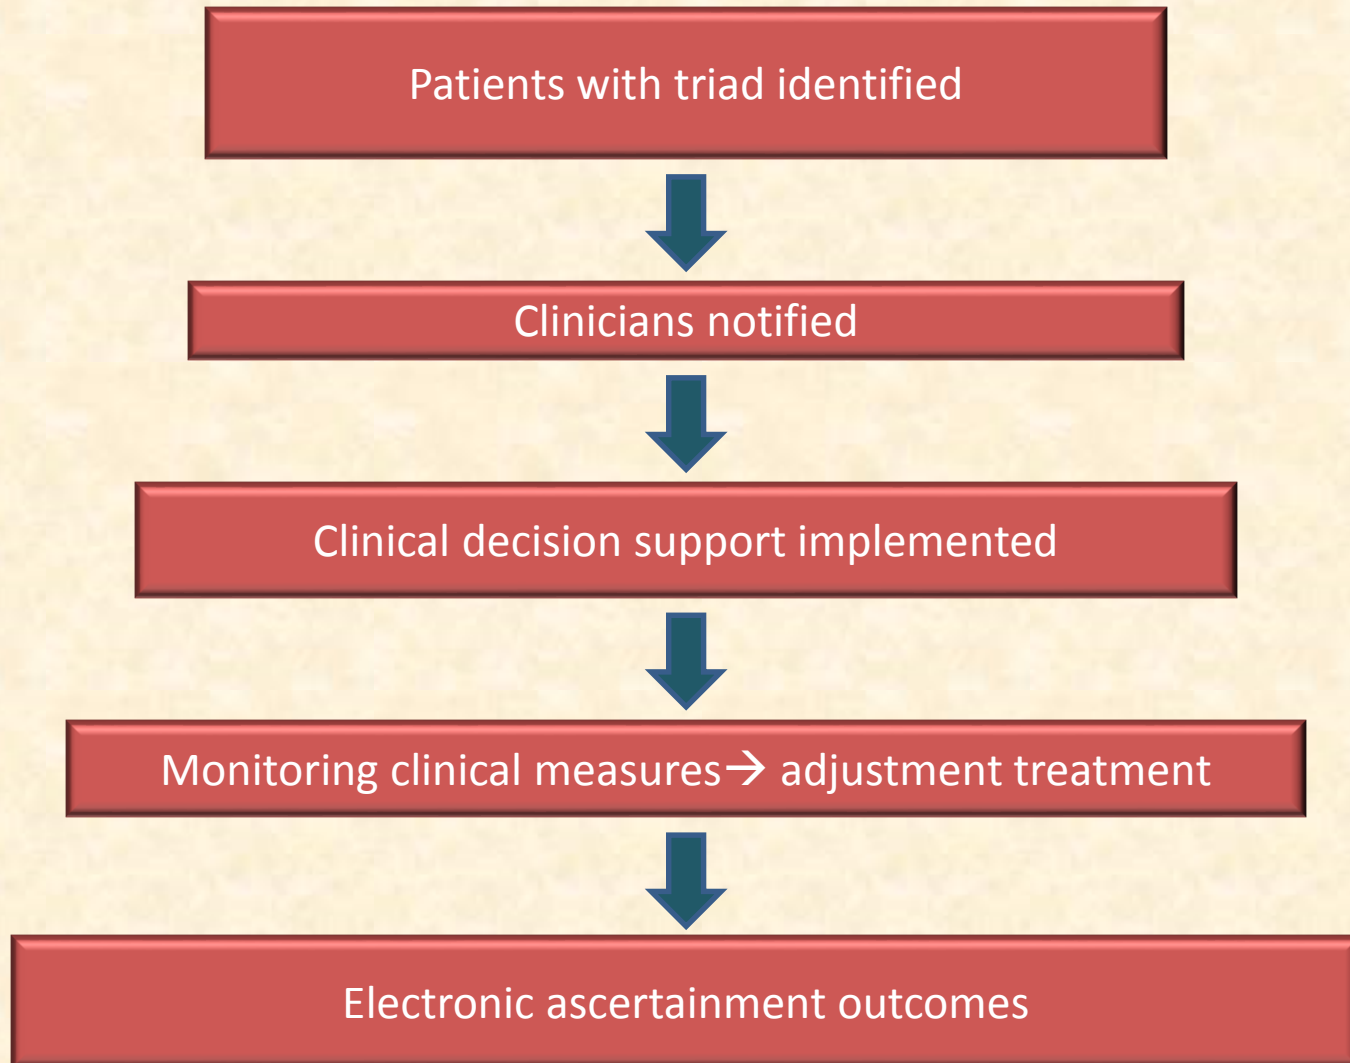 Patients with triad identified
Clinicians notified
Clinical decision support implemented
Monitoring clinical measures→ adjustment treatment
Electronic ascertainment outcomes